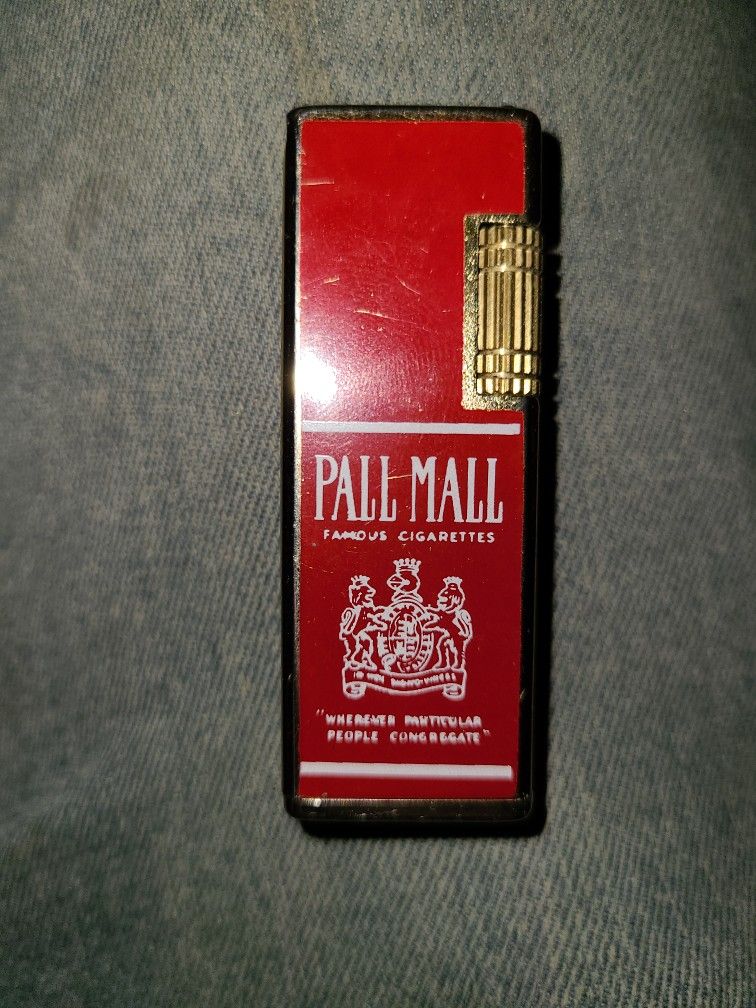 PALL MALL
FAMOUS CIGARETTES
"WHEREVER PARTICULAR
PEOPLE CONGREGATE"